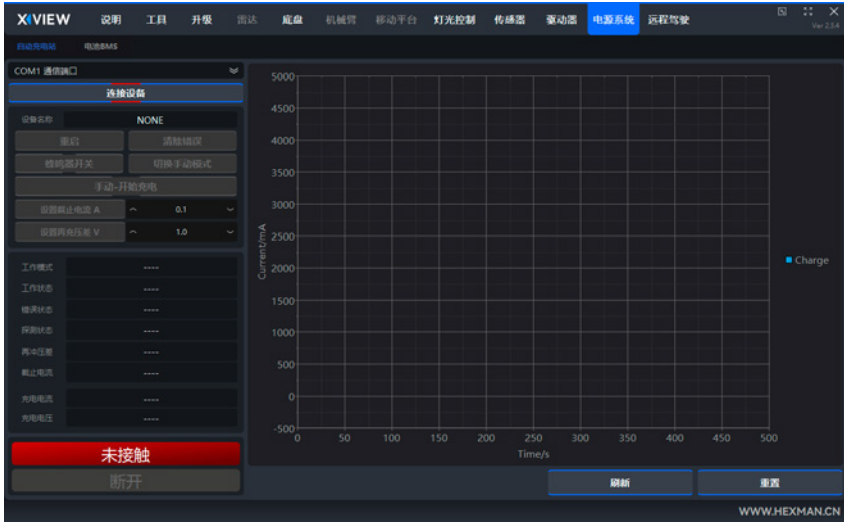 XVIEW 说明 工具 升级 雷达 底盘 机械臂 移动平台 灯光控制 传感器 驱动器 电源系统 远程驾驶
Ver 2.5.4
自动充电站 电池BMS
COM1 通信端口
连接设备
设备名称 NONE
重启 清除错误
蜂鸣器开关 切换手动模式
手动-开始充电
设置截止电流 A 0.1
设置再充压差 V 1.0
工作模式 ----
工作状态 ----
错误状态 ----
探测状态 ----
再冲压差 ----
截止电流 ----
充电电流 ----
充电电压 ----
未接触
断开
5000
4500
4000
3500
3000
2500
2000
1500
1000
500
0
-500
Current/mA
0 50 100 150 200 250 300 350 400 450 500
Time/s
Charge
刷新 重置
WWW.HEXMAN.CN